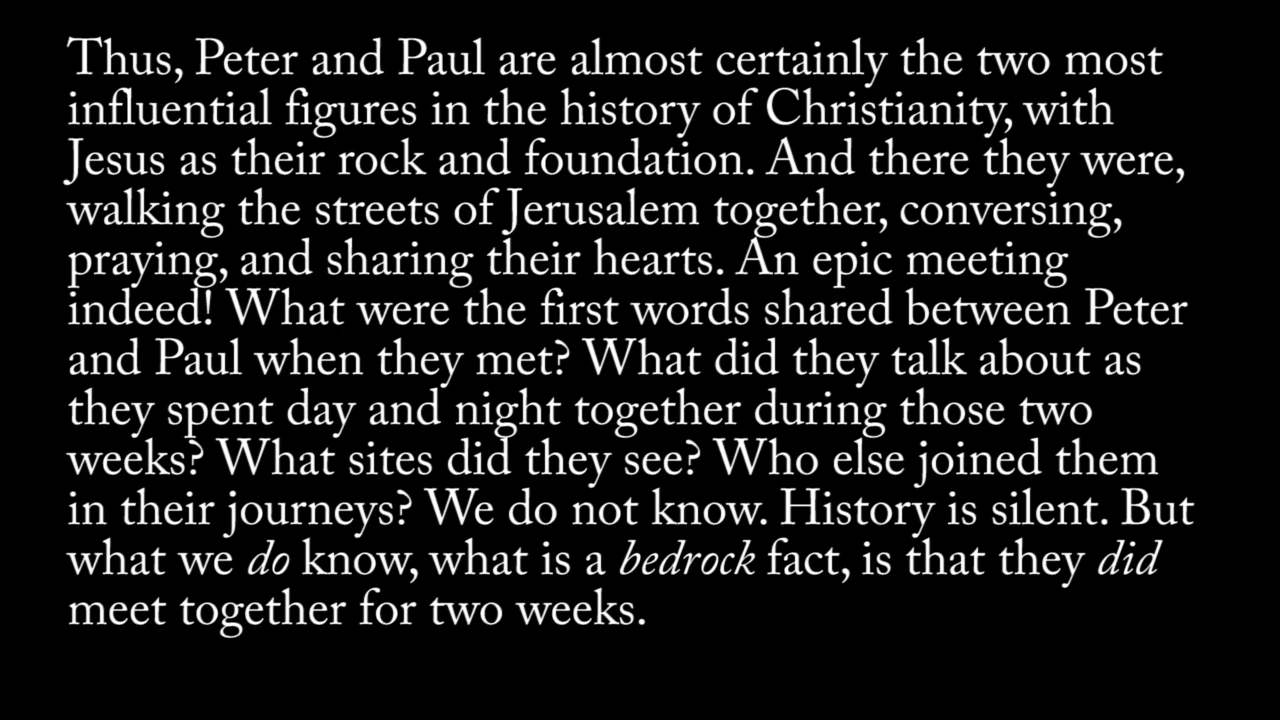 Thus, Peter and Paul are almost certainly the two most
influential figures in the history of Christianity, with
Jesus as their rock and foundation. And there they were,
walking the streets of Jerusalem together, conversing,
praying, and sharing their hearts. An epic meeting
indeed! What were the first words shared between Peter
and Paul when they met? What did they talk about as
they spent day and night together during those two
weeks? What sites did they see? Who else joined them
in their journeys? We do not know. History is silent. But
what we do know, what is a bedrock fact, is that they did
meet together for two weeks.